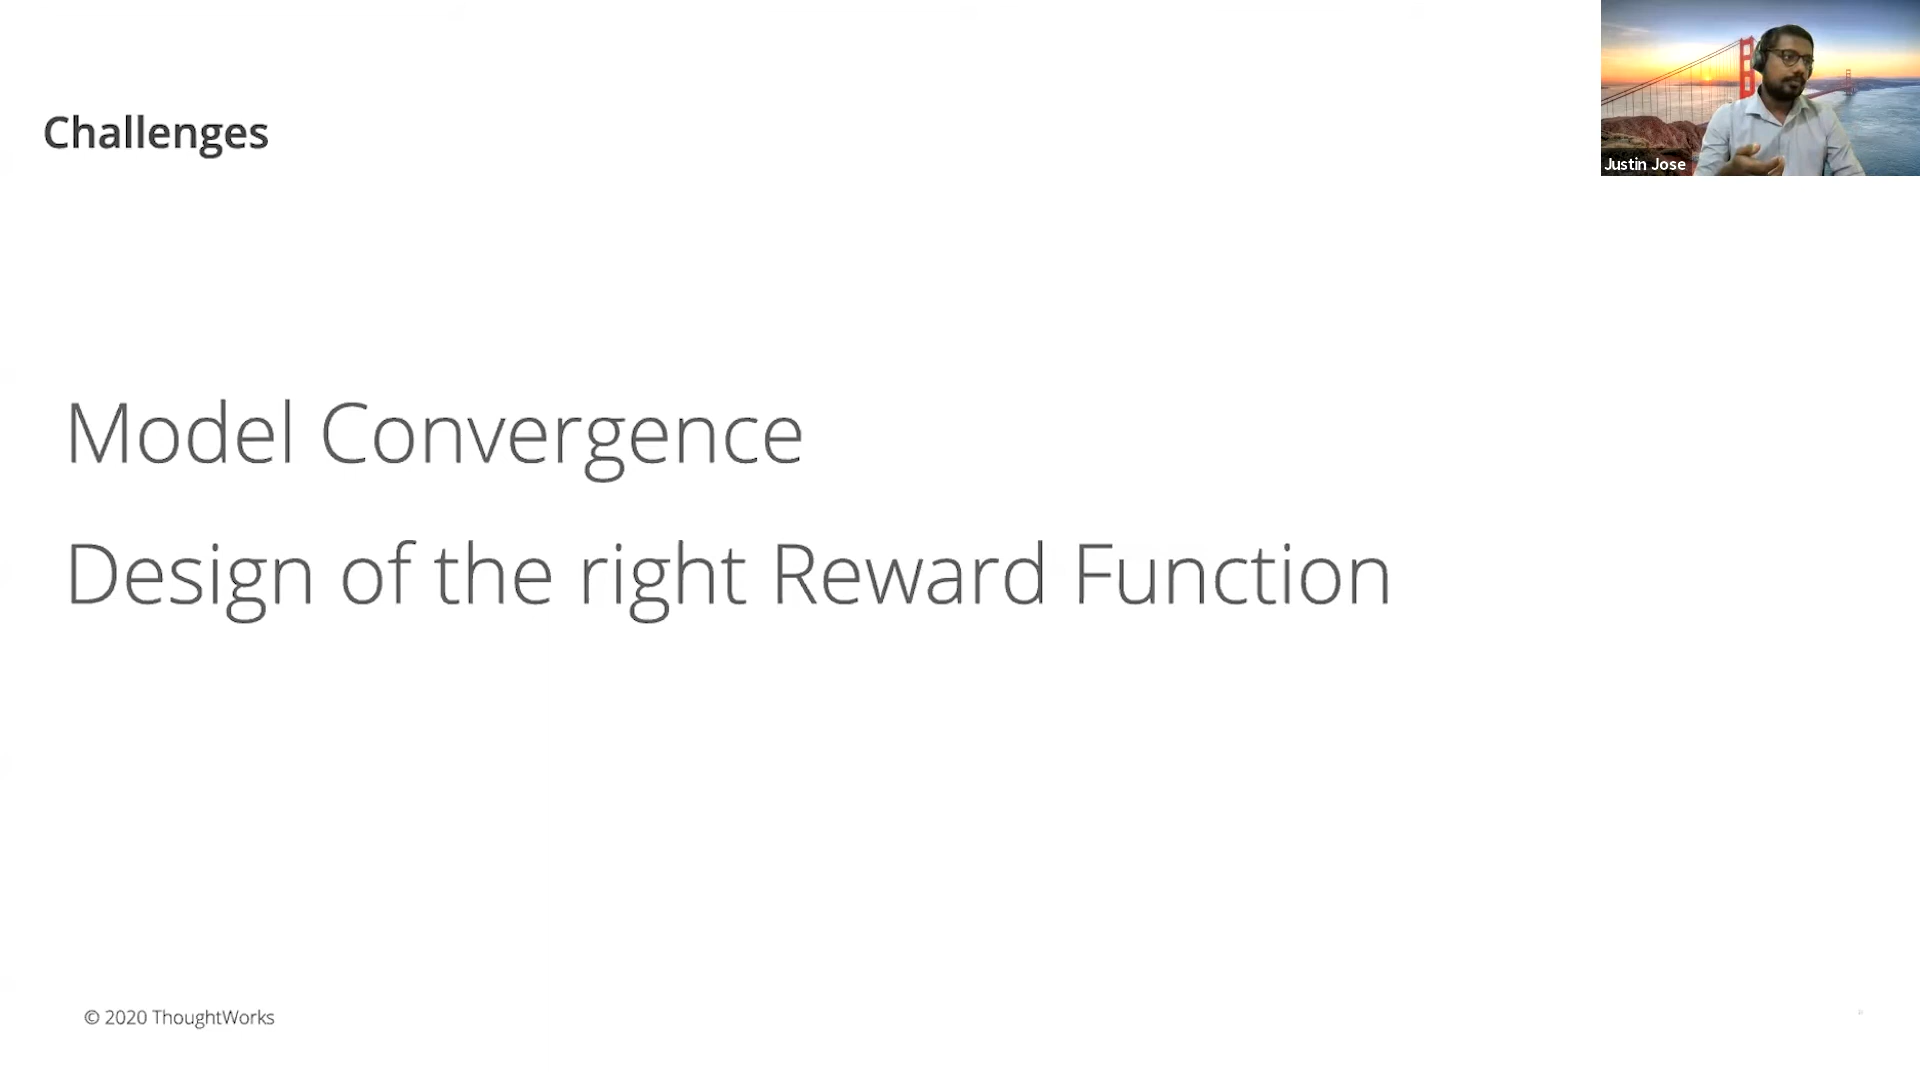 Challenges
Justin Jose
Model Convergence
Design of the right Reward Function
© 2020 ThoughtWorks